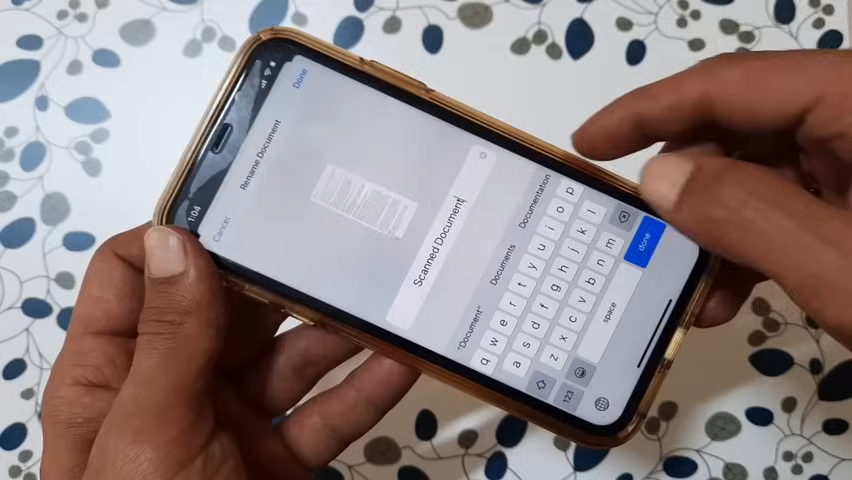 1:04
Cancel
Rename Document
Done
Scanned Document
"Document"
Documents
Documentation
q w e r t y u i o p
a s d f g h j k l
z x c v b n m
123
space
done